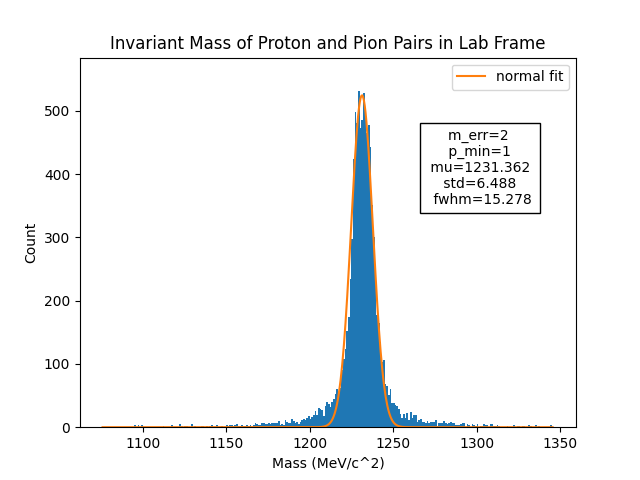 Invariant Mass of Proton and Pion Pairs in Lab Frame
normal fit
m_err=2
p_min=1
mu=1231.362
std=6.488
fwhm=15.278
Count
500
400
300
200
100
0
1100 1150 1200 1250 1300 1350
Mass (MeV/c^2)